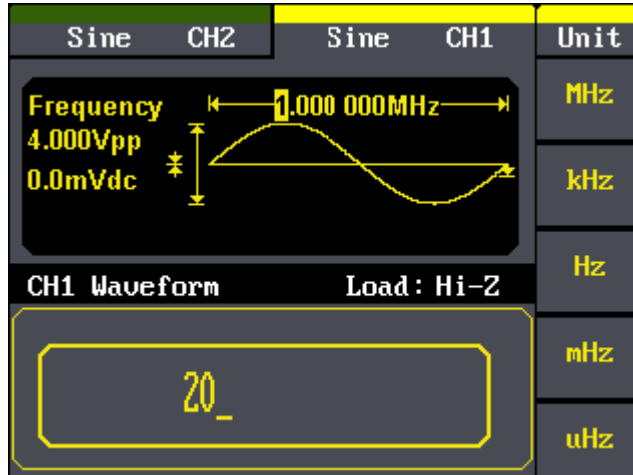 Sine CH2 Sine CH1 Unit
Frequency 1.000 000MHz
4.000Vpp
0.0mVdc
CH1 Waveform Load: Hi-Z
20_
MHz
kHz
Hz
mHz
uHz